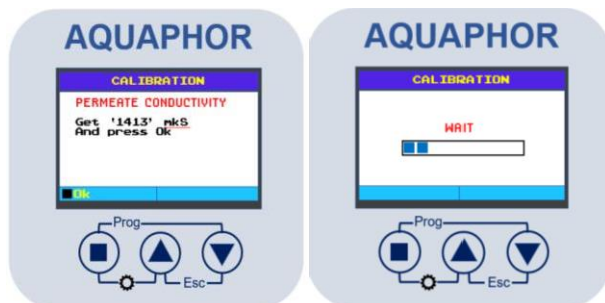 AQUAPHOR
CALIBRATION
PERMEATE CONDUCTIVITY
Get '1413' mkS
And press Ok
Ok
Prog
Esc
AQUAPHOR
CALIBRATION
WAIT
Prog
Esc